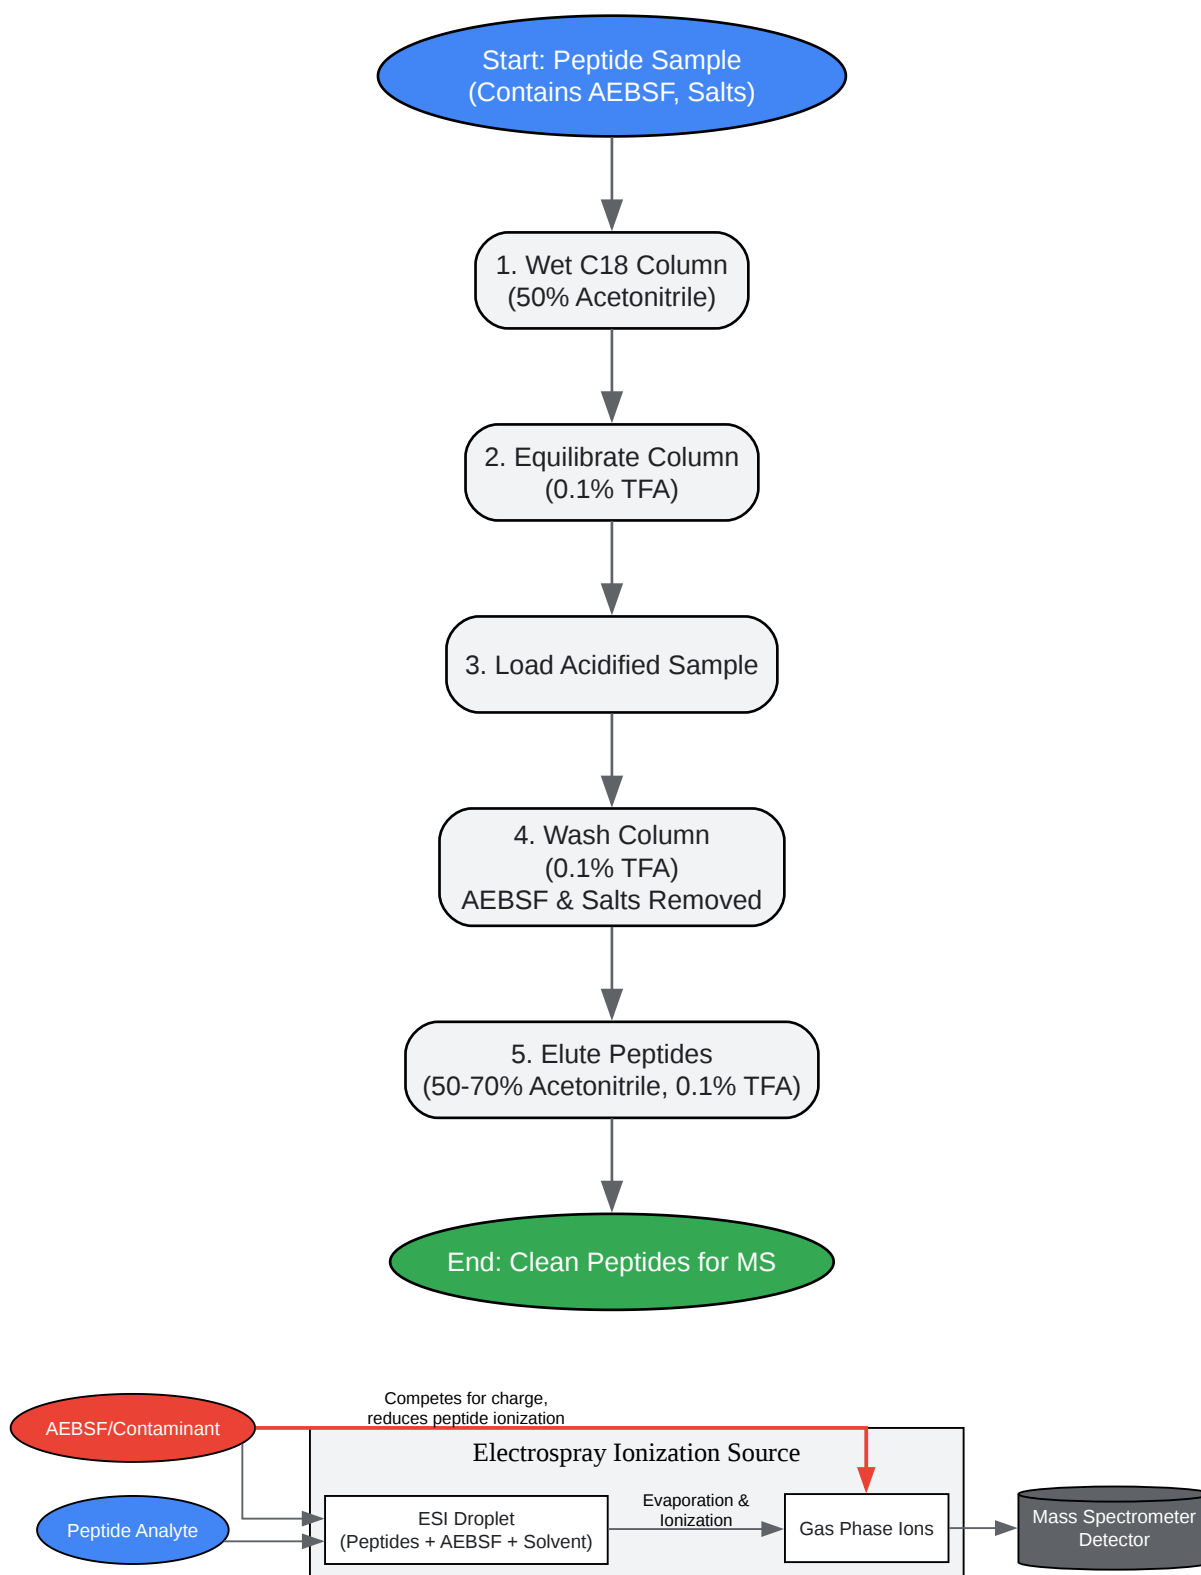 Start: Peptide Sample
(Contains AEBSF, Salts)
1. Wet C18 Column
(50% Acetonitrile)
2. Equilibrate Column
(0.1% TFA)
3. Load Acidified Sample
4. Wash Column
(0.1% TFA)
AEBSF & Salts Removed
5. Elute Peptides
(50-70% Acetonitrile, 0.1% TFA)
End: Clean Peptides for MS
Competes for charge,
reduces peptide ionization
AEBSF/Contaminant
Electrospray Ionization Source
Peptide Analyte
ESI Droplet
(Peptides + AEBSF + Solvent)
Evaporation &
Ionization
Gas Phase Ions
Mass Spectrometer
Detector